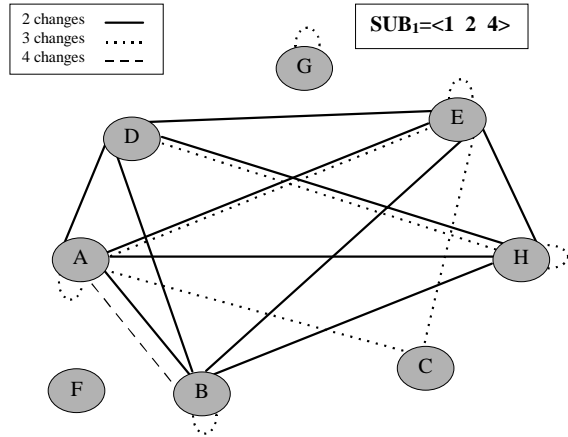 2 changes
3 changes
4 changes
SUB₁=<1 2 4>
G
E
D
A
H
C
B
F